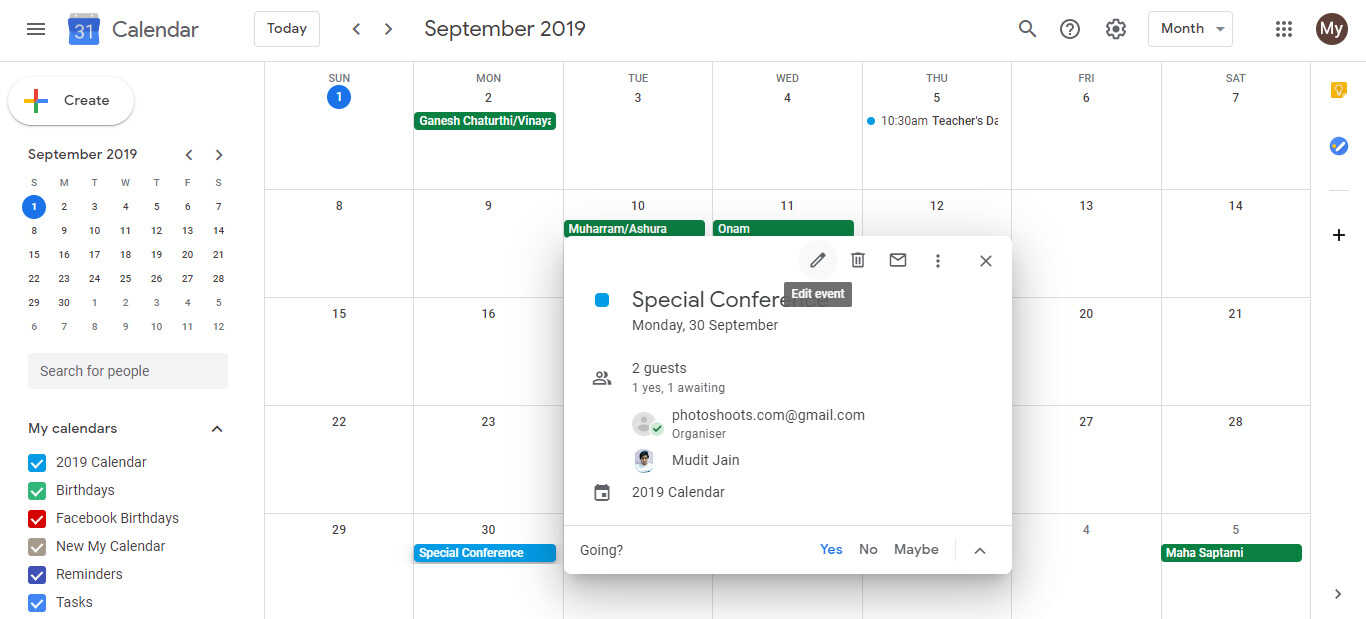 31 Calendar Today September 2019 Month My
Create
September 2019
S M T W T F S
1 2 3 4 5 6 7
8 9 10 11 12 13 14
15 16 17 18 19 20 21
22 23 24 25 26 27 28
29 30 1 2 3 4 5
6 7 8 9 10 11 12
Search for people
My calendars
2019 Calendar
Birthdays
Facebook Birthdays
New My Calendar
Reminders
Tasks
SUN MON TUE WED THU FRI SAT
1 2 3 4 5 6 7
Ganesh Chaturthi/Vinaya 10:30am Teacher's Da
8 9 10 11 12 13 14
Muharram/Ashura Onam
15 16 20 21
22 23 27 28
29 30 4 5
Special Conference Maha Saptami
Edit event
Special Conference
Monday, 30 September
2 guests
1 yes, 1 awaiting
photoshoots.com@gmail.com
Organiser
Mudit Jain
2019 Calendar
Going? Yes No Maybe